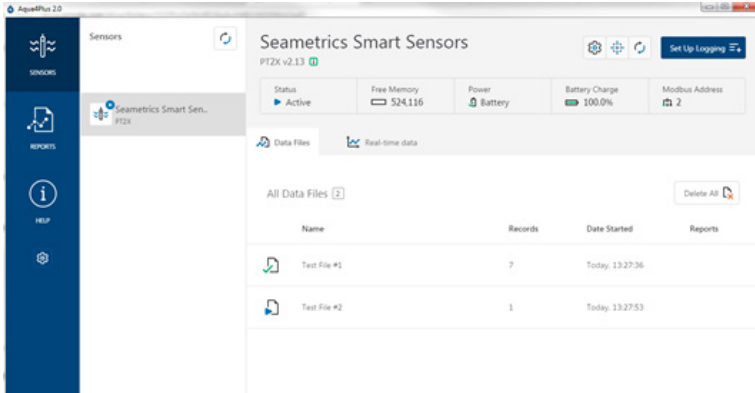 Aqua4Plus 2.0
SENSORS
REPORTS
HELP
Sensors
Seametrics Smart Sen..
PT2X
Seametrics Smart Sensors
PT2X v2.13
Set Up Logging
Status
Active
Free Memory
524,116
Power
Battery
Battery Charge
100.0%
Modbus Address
2
Data Files
Real-time data
All Data Files 2
Delete All
Name Records Date Started Reports
Test File #1 7 Today, 13:27:36
Test File #2 1 Today, 13:27:53